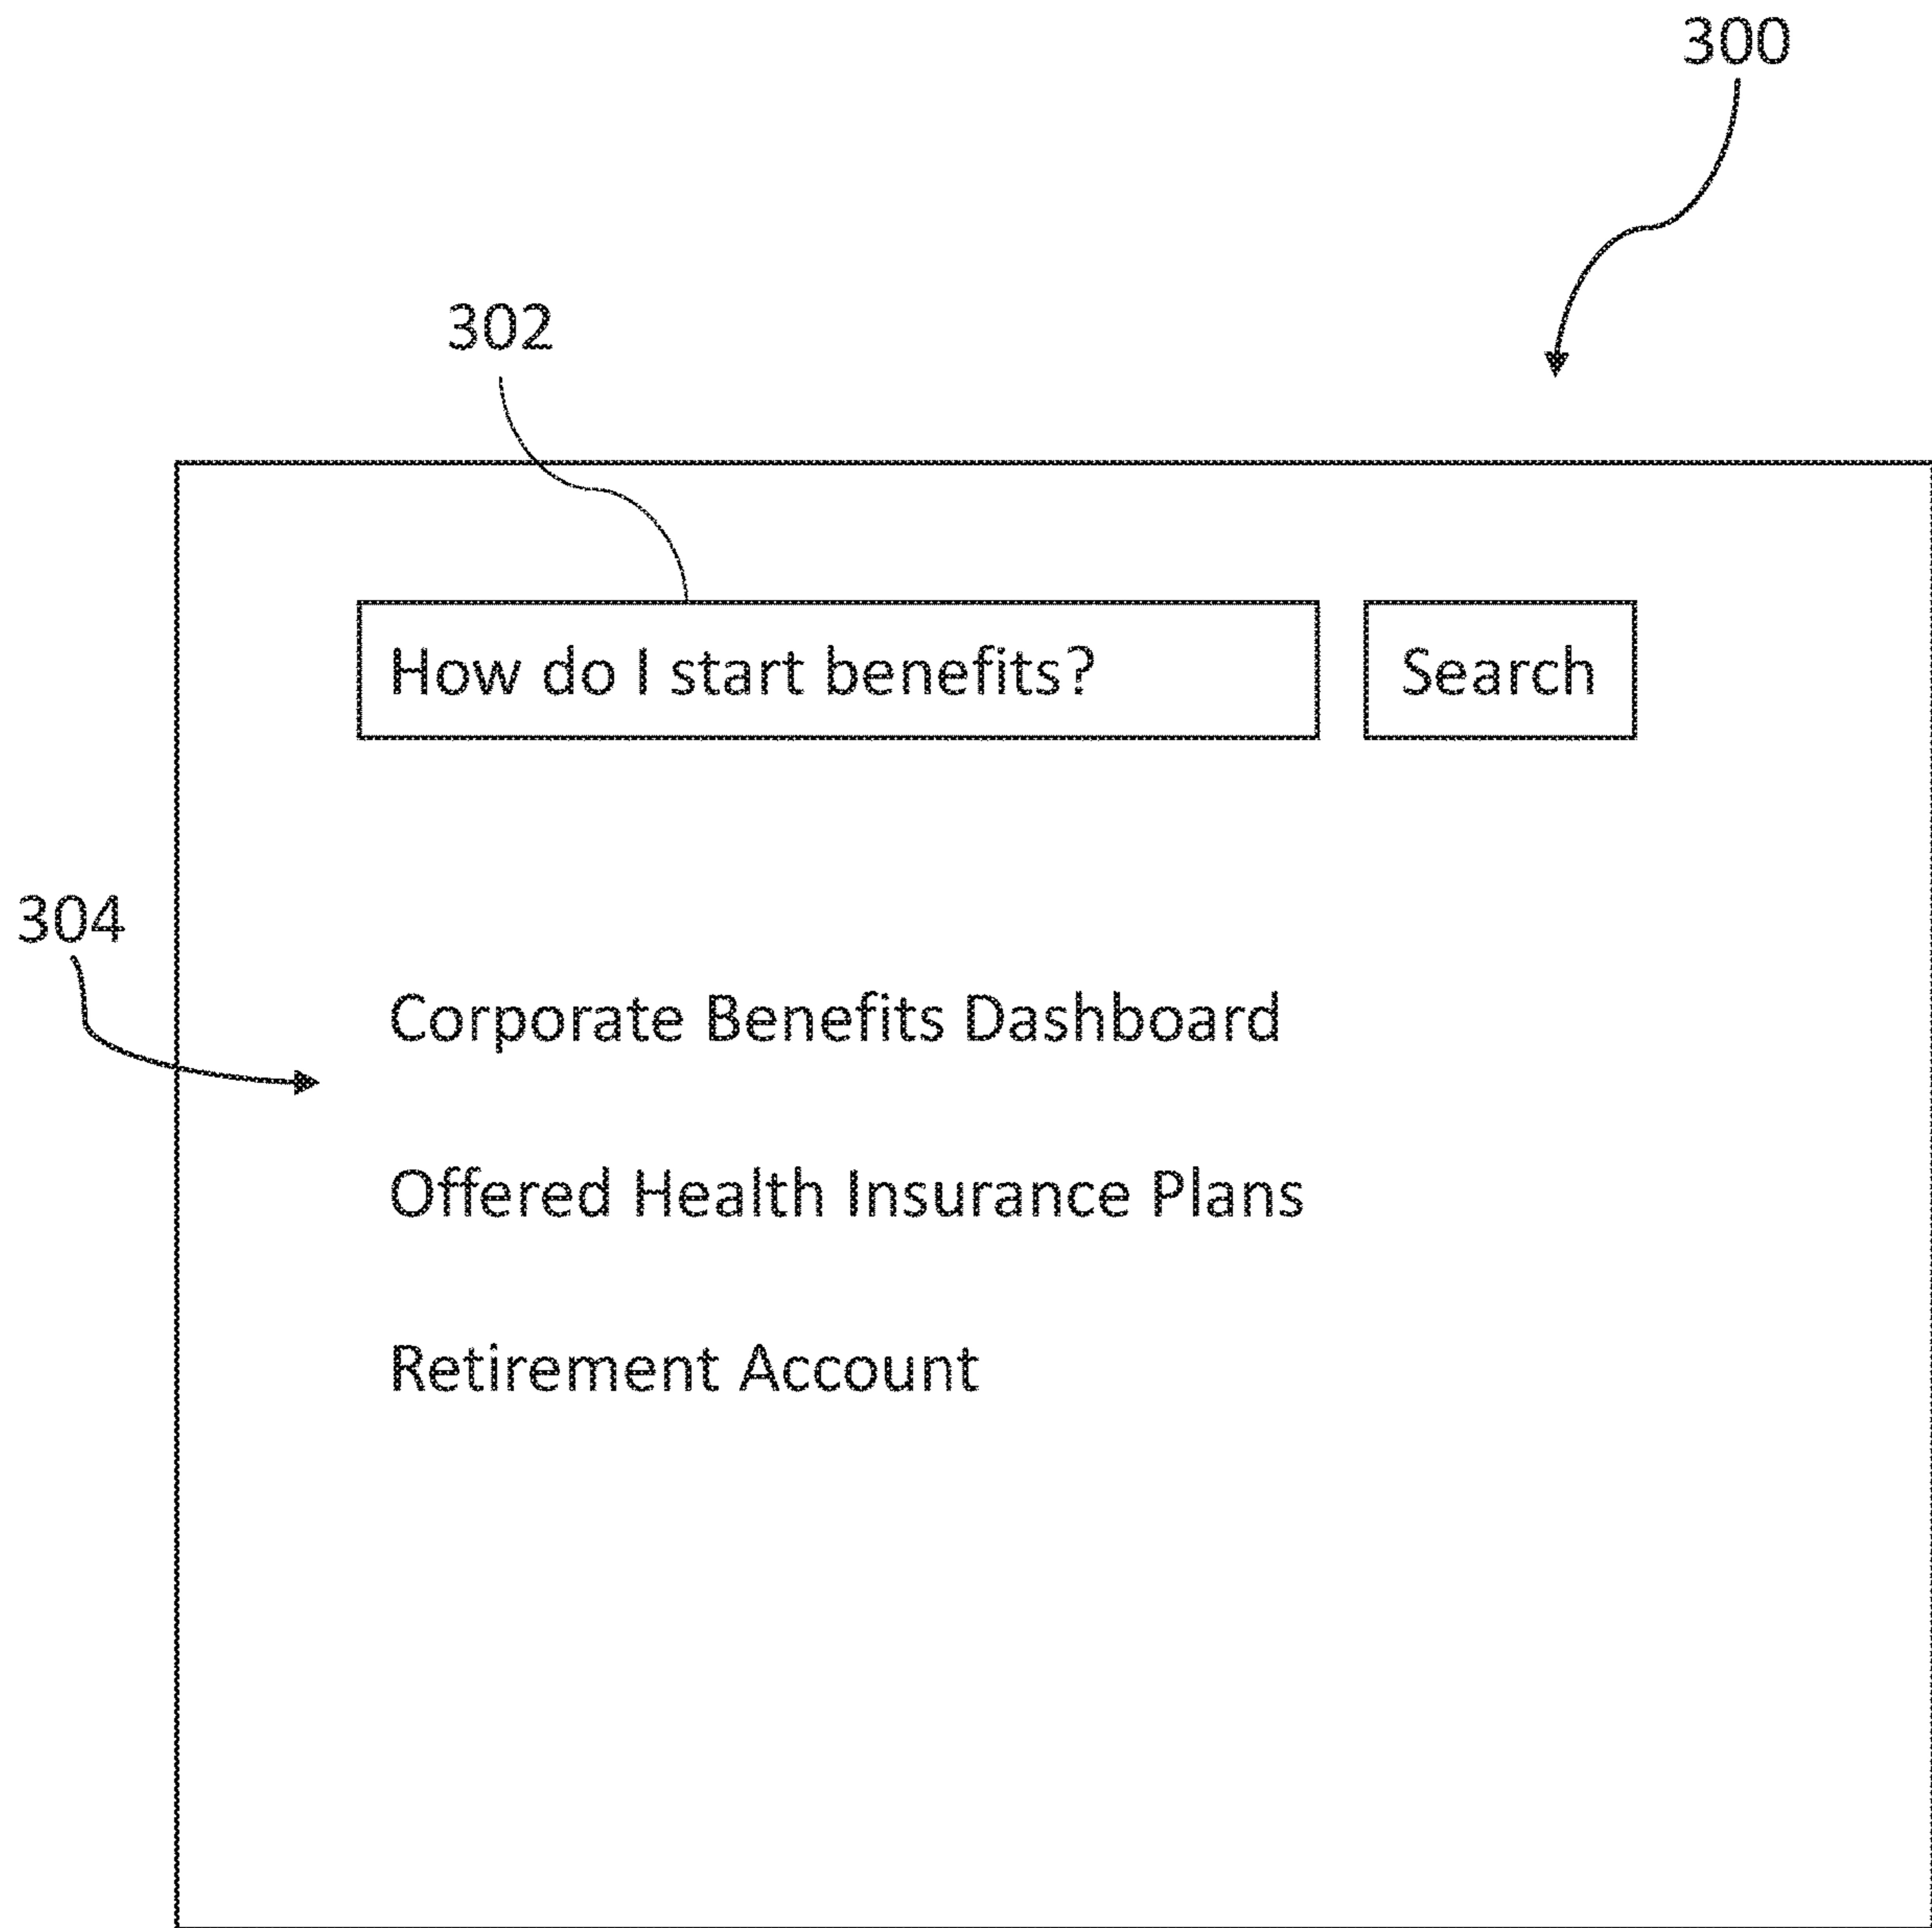 300
302
How do I start benefits? Search
304
Corporate Benefits Dashboard
Offered Health Insurance Plans
Retirement Account